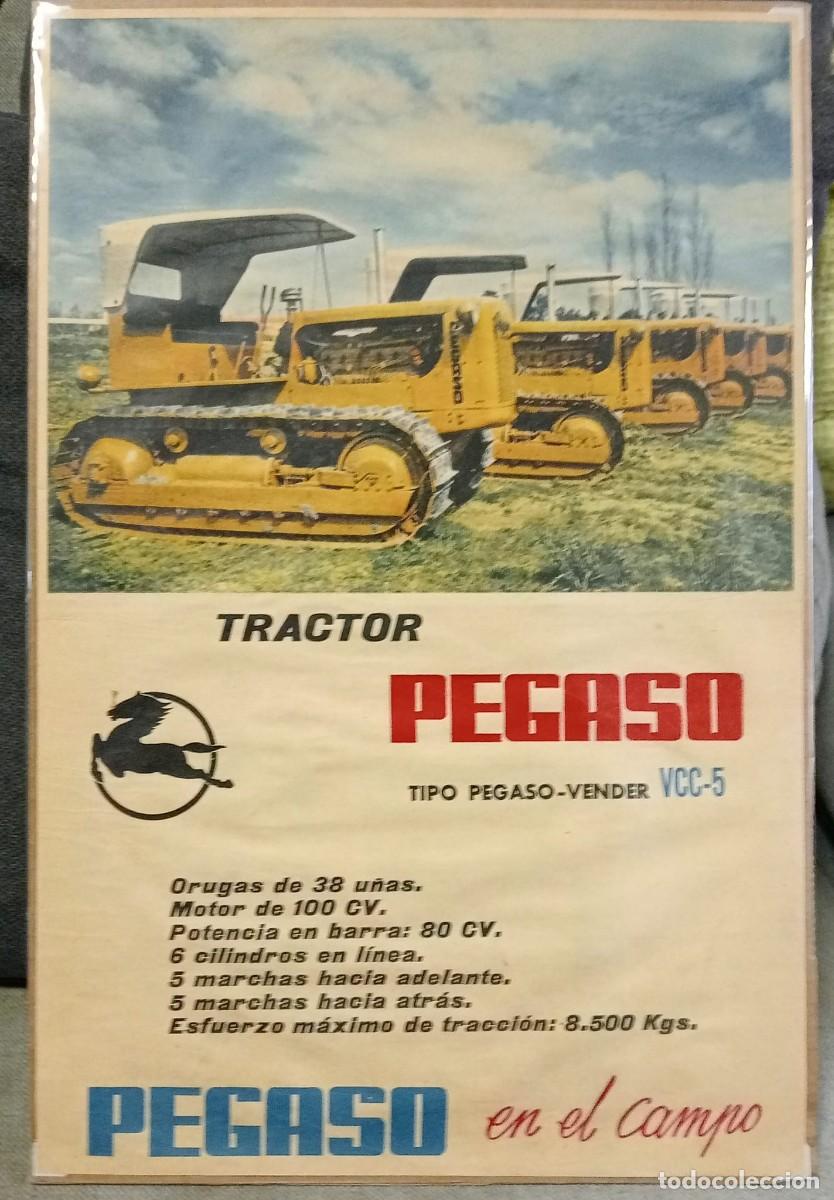 PEGASO
TRACTOR
PEGASO
TIPO PEGASO-VENDER VCC-5
Orugas de 38 uñas.
Motor de 100 CV.
Potencia en barra: 80 CV.
6 cilindros en línea.
5 marchas hacia adelante.
5 marchas hacia atrás.
Esfuerzo máximo de tracción: 8.500 Kgs.
PEGASO en el campo
todocoleccion